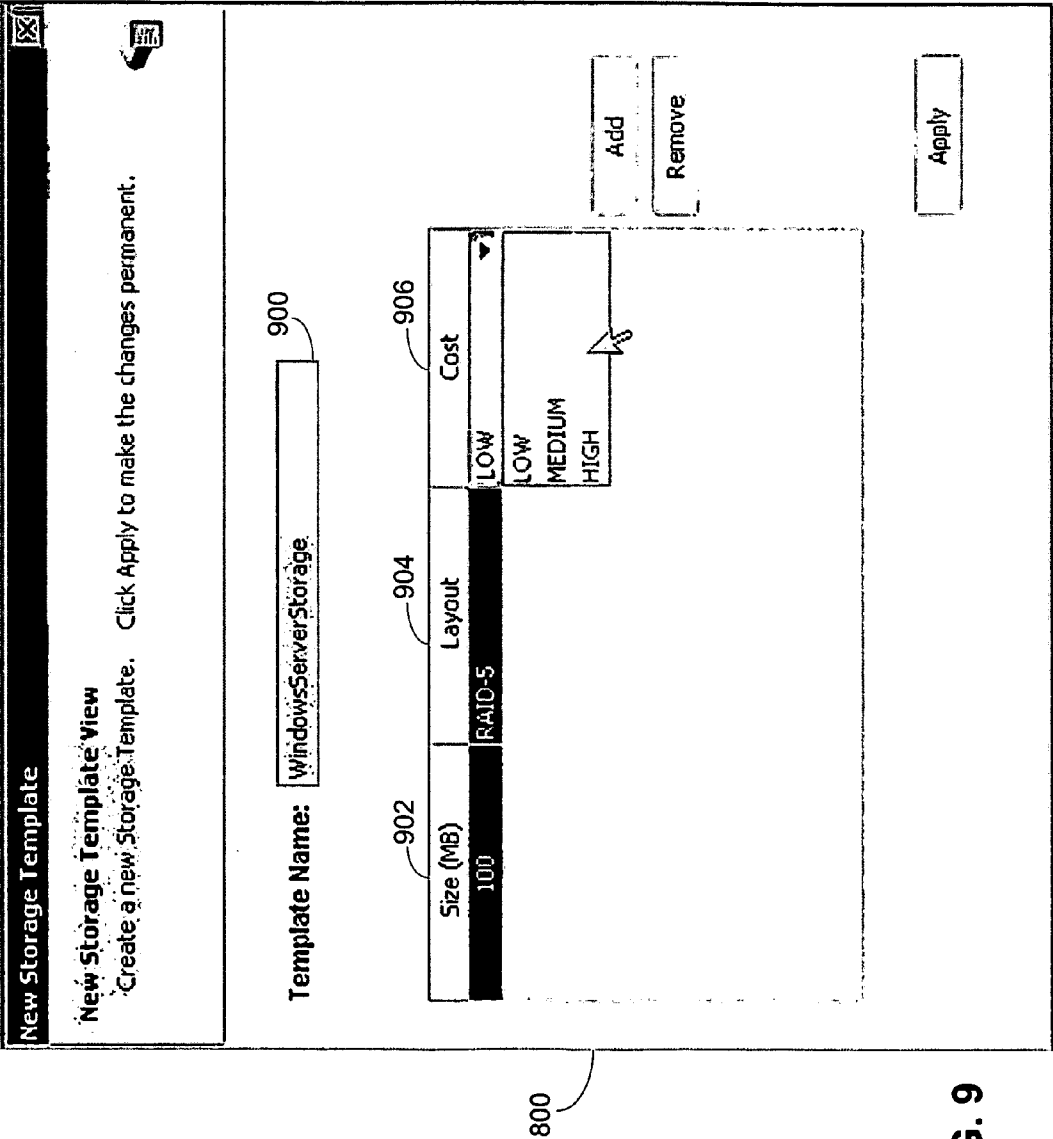 New Storage Template
New Storage Template View
Create a new Storage Template. Click Apply to make the changes permanent.
Template Name: WindowsServerStorage
900
902 904 906
Size (MB) Layout Cost
100 RAID-5 LOW
LOW
MEDIUM
HIGH
Add
Remove
Apply
800
G. 9